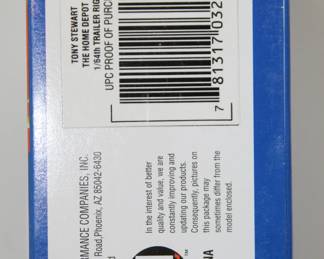 TONY STEWART
THE HOME DEPOT
1/64th TRAILER RIG
UPC PROOF OF PURC
7 81317 032
RMANCE COMPANIES, INC.
Road, Phoenix, AZ 85042-6430
In the interest of better
quality and value, we are
constantly improving and
updating our products.
Consequently, pictures on
this package may
sometimes differ from the
model enclosed.
NA